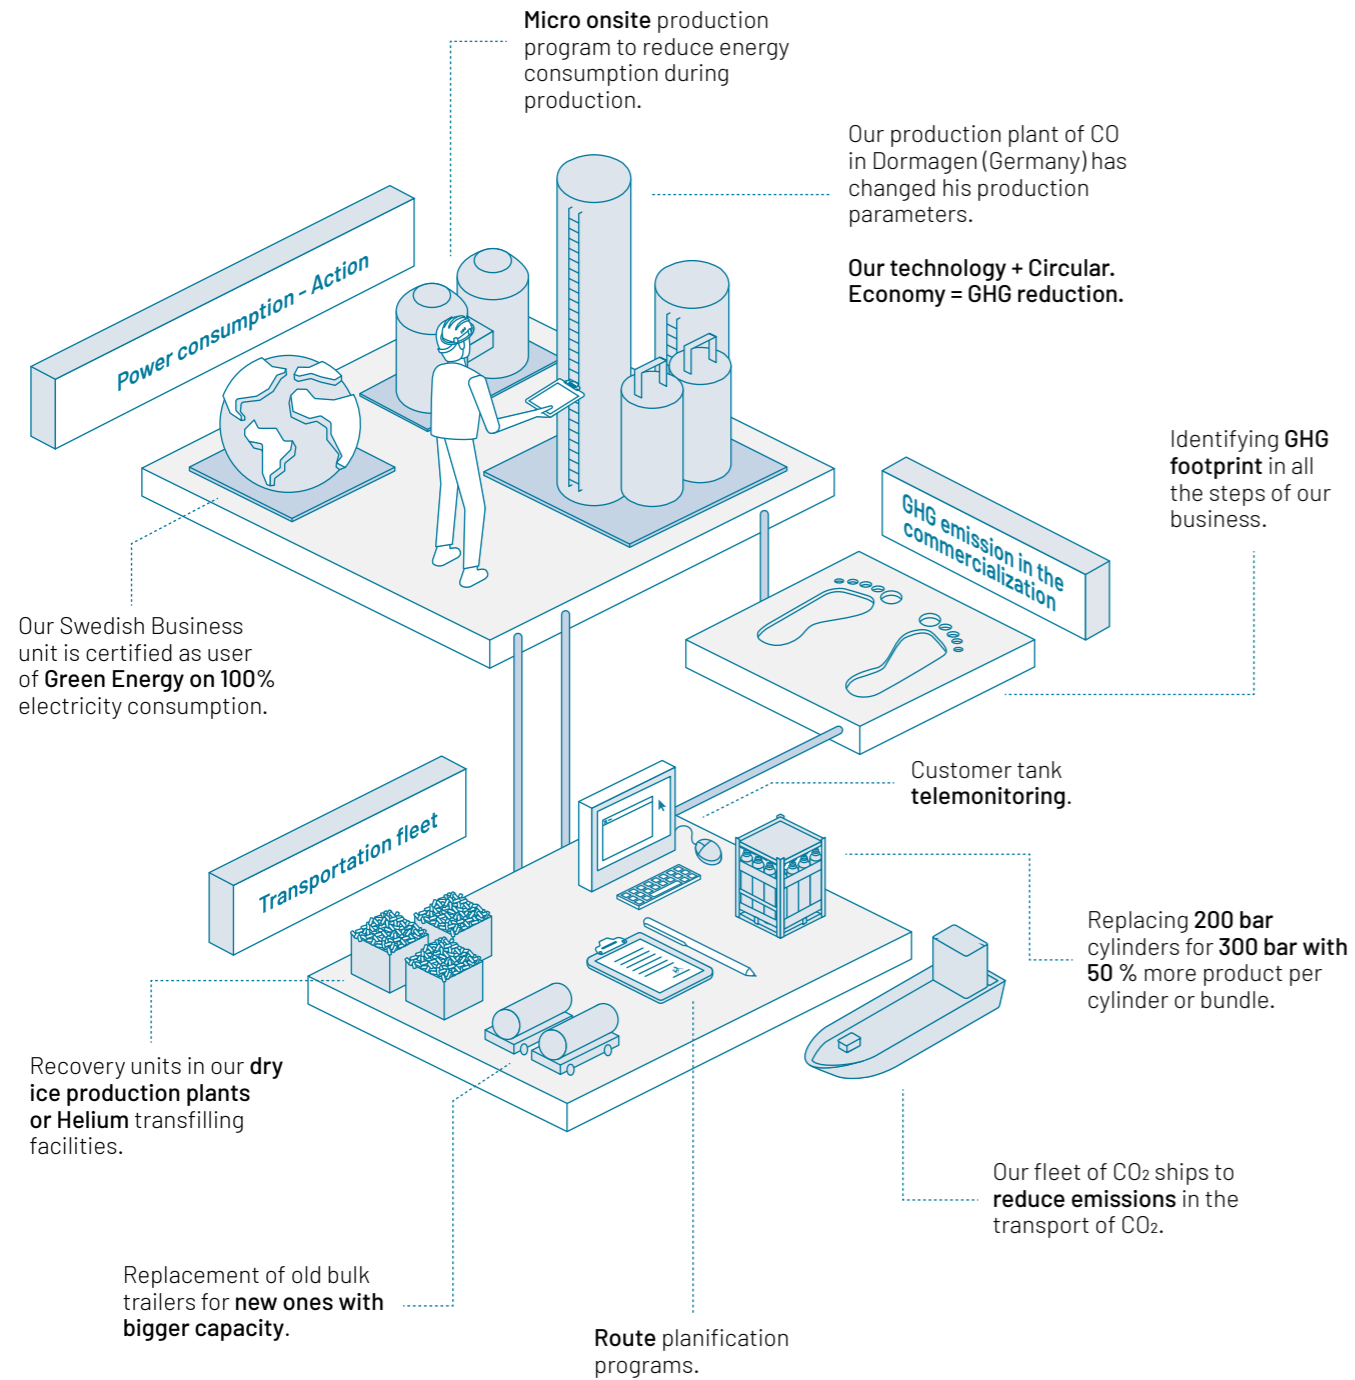 Micro onsite production
program to reduce energy
consumption during
production.
Our production plant of CO
in Dormagen (Germany) has
changed his production
parameters.
Our technology + Circular.
Economy = GHG reduction.
Power consumption - Action
Identifying GHG
footprint in all
the steps of our
business.
GHG emission in the
commercialization
Our Swedish Business
unit is certified as user
of Green Energy on 100%
electricity consumption.
Customer tank
telemonitoring.
Transportation fleet
Replacing 200 bar
cylinders for 300 bar with
50 % more product per
cylinder or bundle.
Recovery units in our dry
ice production plants
or Helium transfilling
facilities.
Our fleet of CO₂ ships to
reduce emissions in the
transport of CO₂.
Replacement of old bulk
trailers for new ones with
bigger capacity.
Route planification
programs.